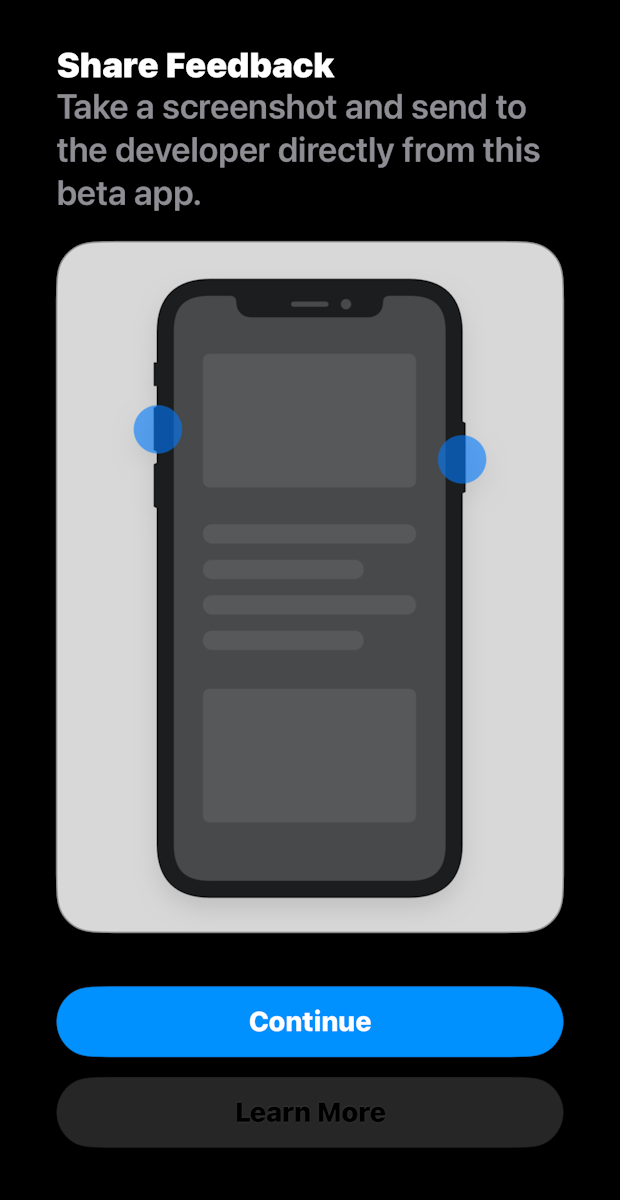 Share Feedback
Take a screenshot and send to
the developer directly from this
beta app.
Continue
Learn More